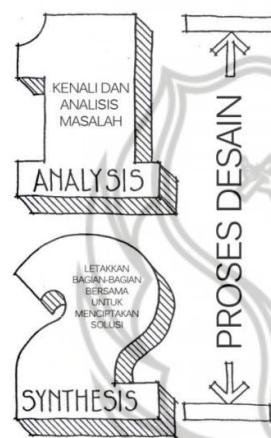 KENALI DAN
ANALISIS
MASALAH
ANALYSIS
LETAKKAN
BAGIAN-BAGIAN
BERSAMA
UNTUK
MENCIPTAKAN
SOLUSI
SYNTHESIS
PROSES DESAIN